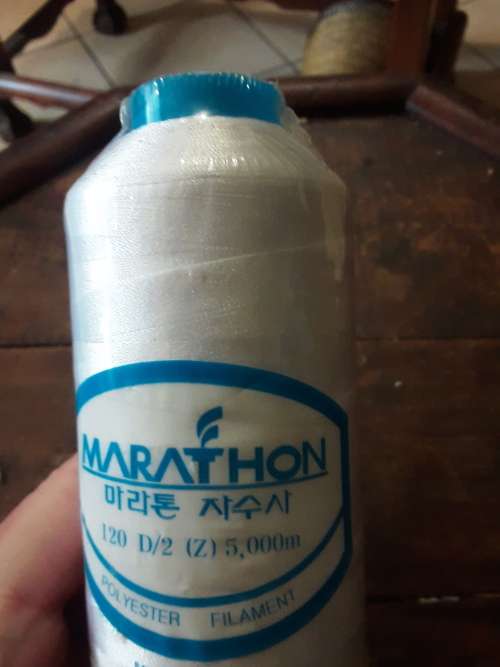 MARATHON
마라톤 자수사
120 D/2 (Z) 5,000m
POLYESTER FILAMENT